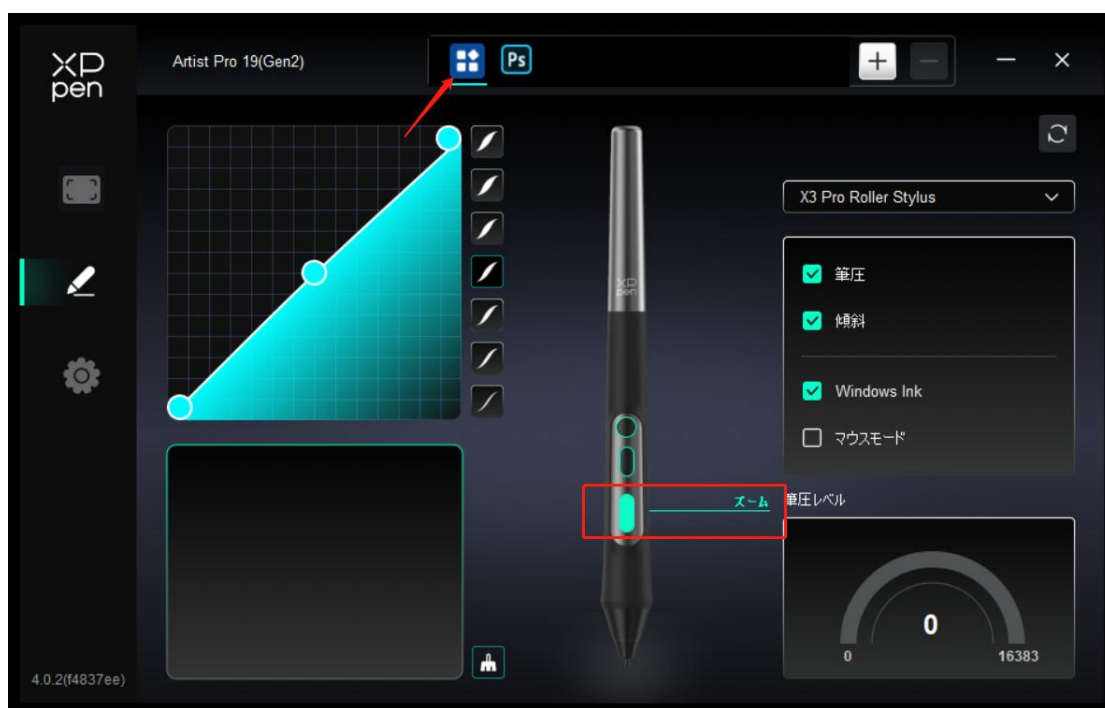 XP
pen
Artist Pro 19(Gen2)
Ps
X3 Pro Roller Stylus
筆圧
傾斜
Windows Ink
マウスモード
XP
pen
ズーム
筆圧レベル
0
0
16383
4.0.2(f4837ee)